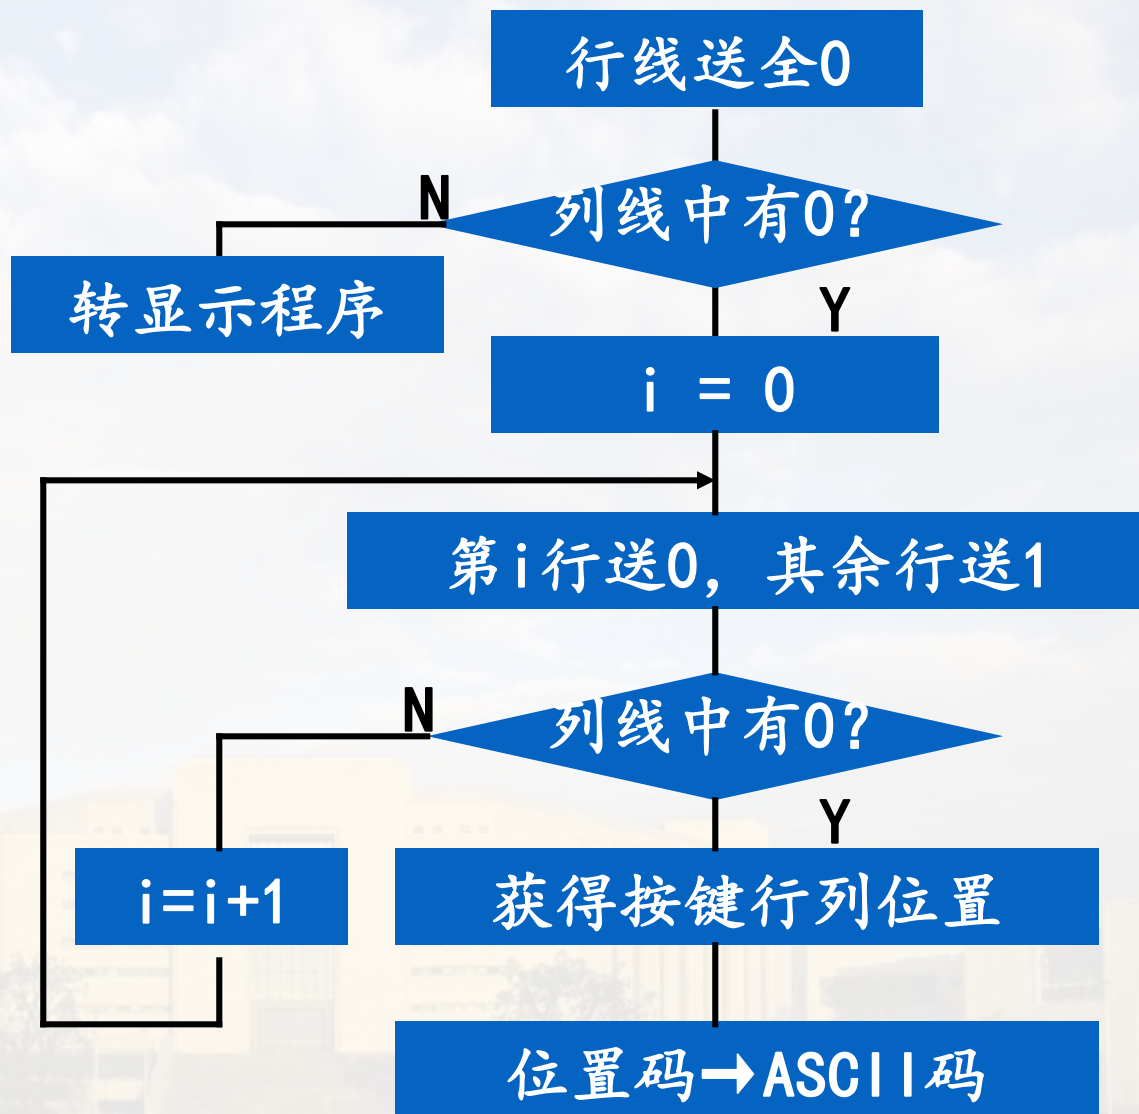 行线送全0
N
列线中有0?
转显示程序
Y
i = 0
第i行送0，其余行送1
N
列线中有0?
Y
i=i+1
获得按键行列位置
位置码→ASCII码